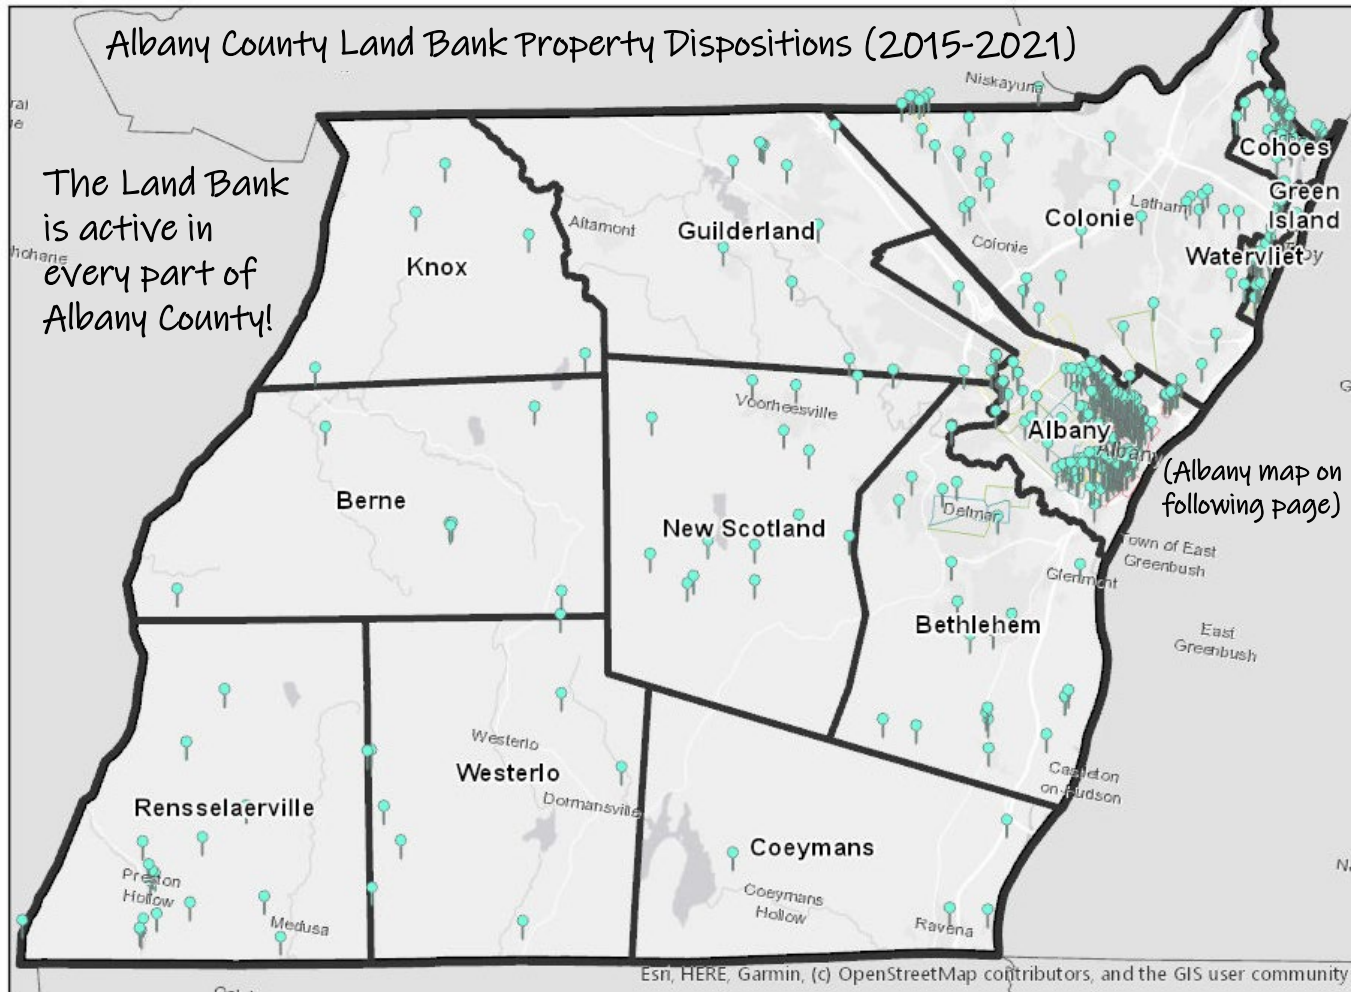 Albany County Land Bank Property Dispositions (2015-2021)
Niskayuna
The Land Bank
is active in
every part of
Albany County!
Cohoes
Green
Island
Latham
Colonie
Altamont
Guilderland
Colonie
Watervliet
Knox
Voorheesville
Albany
Albany
(Albany map on
following page)
Berne
New Scotland
Delmar
Town of East
Greenbush
Glenmont
Bethlehem
East
Greenbush
Westerlo
Westerlo
Castleton
on-Hudson
Rensselaerville
Dormansville
Coeymans
Preston
Hollow
Coeymans
Hollow
Medusa
Ravena
Esri, HERE, Garmin, (c) OpenStreetMap contributors, and the GIS user community